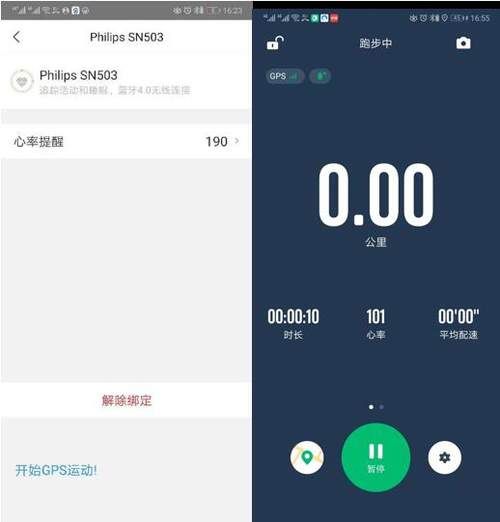 16:23
Philips SN503
Philips SN503
追踪活动和睡眠，蓝牙4.0无线连接
心率提醒 190
解除绑定
开始GPS运动!
16:55
跑步中
GPS
0.00
公里
00:00:10 101 00'00"
时长 心率 平均配速
暂停